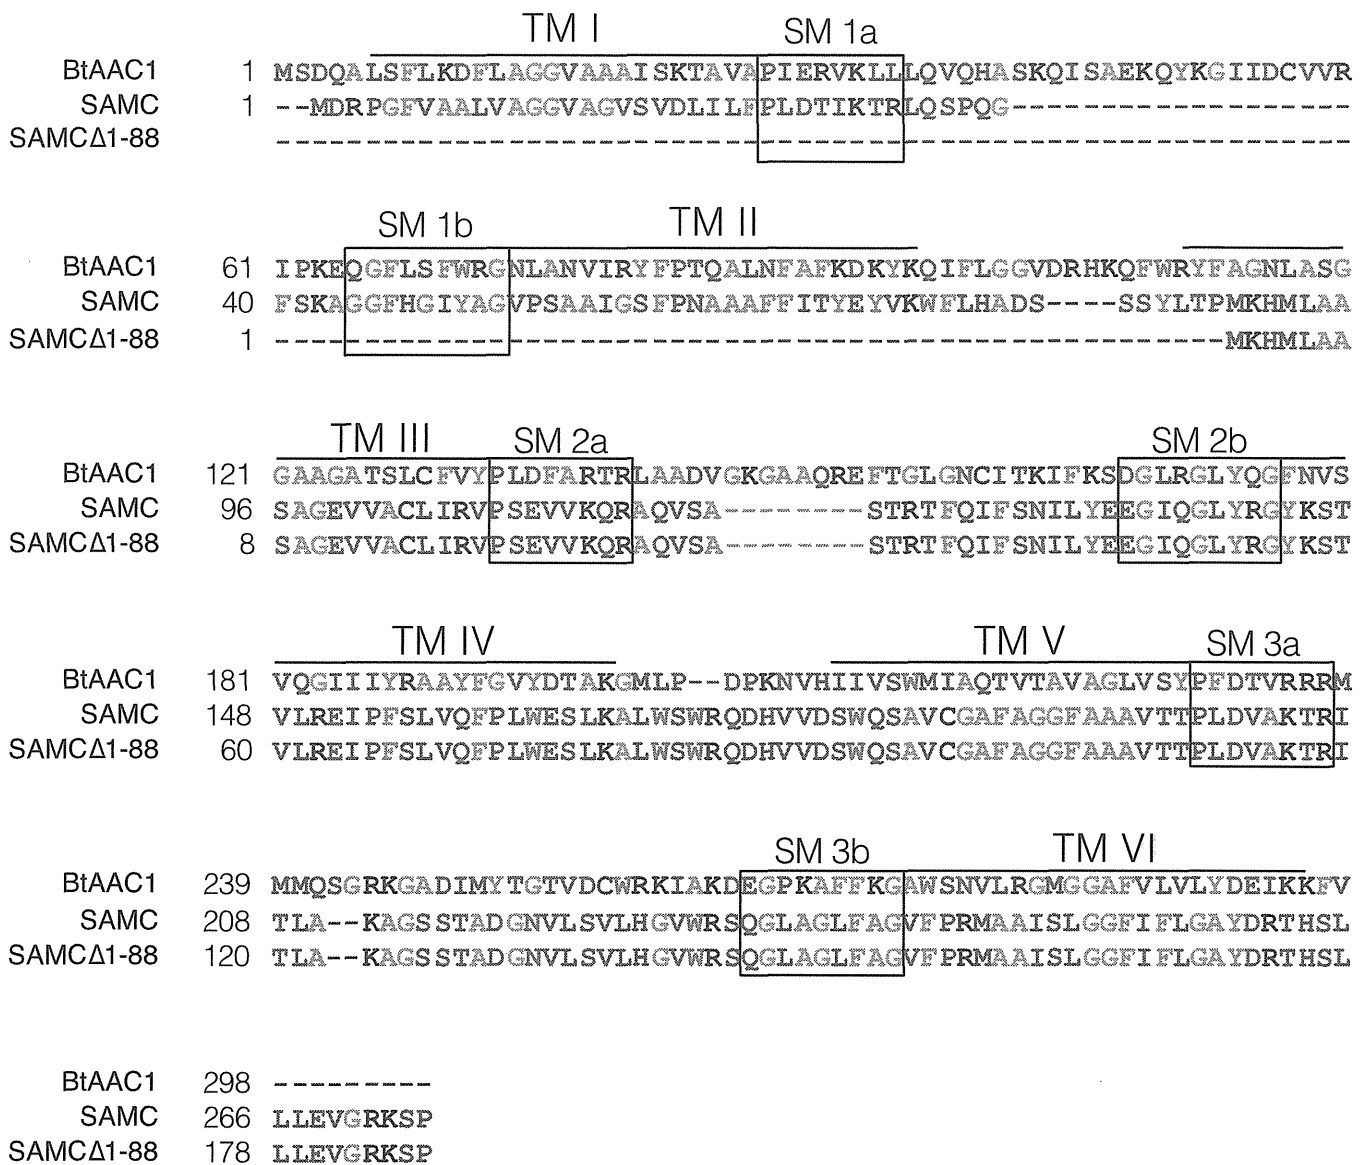 TM I SM 1a
BtAAC1 1 MSDQALSFLKDFLAGGVAAAISKTAVAPIERVKLLLQVQHASKQISAEKQYKGIIDCVVR
SAMC 1 --MDRPGFVAALVAGGVAGVSVDLILFPLDTIKTRLQSPQG-------------------
SAMCΔ1-88 ------------------------------------------------------------
SM 1b TM II
BtAAC1 61 IPKEQGFLSFWRGNLANVIRYFPTQALNFAFKDKYKQIFLGGVDRHKQFWRYFAGNLASG
SAMC 40 FSKAGGFHGIYAGVPSAAIGSFPNAAAFFITYEYVKWFLHADS----SSYLTPMKHMLAA
SAMCΔ1-88 1 -----------------------------------------------------MKHMLAA
TM III SM 2a SM 2b
BtAAC1 121 GAAGATSLCFVYPLDFARTRLAADVGKGAAQREFTGLGNCITKIFKSDGLRGLYQGFNVS
SAMC 96 SAGEVVACLIRVPSEVVKQRAQVSA--------STRTFQIFSNILYEEGIQGLYRGYKST
SAMCΔ1-88 8 SAGEVVACLIRVPSEVVKQRAQVSA--------STRTFQIFSNILYEEGIQGLYRGYKST
TM IV TM V SM 3a
BtAAC1 181 VQGIIIYRAAYFGVYDTAKGMLP--DPKNVHIIVSWMIAQTVTAVAGLVSYPFDTVRRRM
SAMC 148 VLREIPFSLVQFPLWESLKALWSWRQDHVVDSWQSAVCGAFAGGFAAAVTTPLDVAKTRI
SAMCΔ1-88 60 VLREIPFSLVQFPLWESLKALWSWRQDHVVDSWQSAVCGAFAGGFAAAVTTPLDVAKTRI
SM 3b TM VI
BtAAC1 239 MMQSGRKGADIMYTGTVDCWRKIAKDEGPKAFFKGAWSNVLRGMGGAFVLVLYDEIKKFV
SAMC 208 TLA--KAGSSTADGNVLSVLHGVWRSQGLAGLFAGVFPRMAAISLGGFIFLGAYDRTHSL
SAMCΔ1-88 120 TLA--KAGSSTADGNVLSVLHGVWRSQGLAGLFAGVFPRMAAISLGGFIFLGAYDRTHSL
BtAAC1 298 ---------
SAMC 266 LLEVGRKSP
SAMCΔ1-88 178 LLEVGRKSP